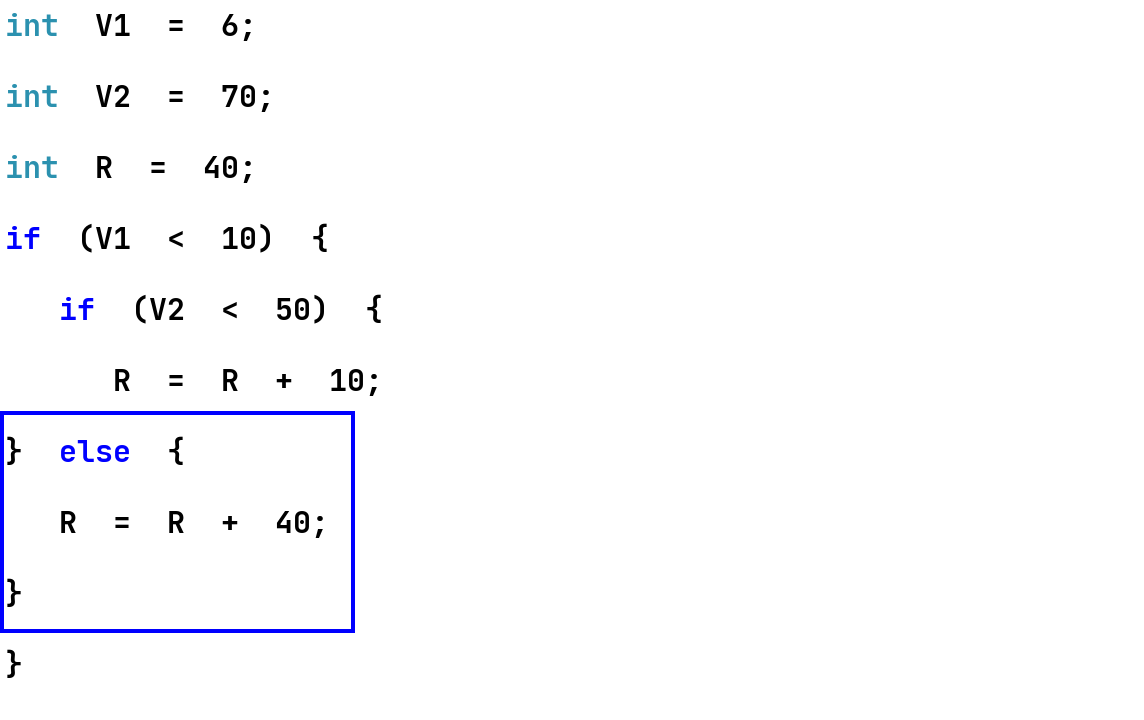 int V1 = 6;
int V2 = 70;
int R = 40;
if (V1 < 10) {
if (V2 < 50) {
R = R + 10;
} else {
R = R + 40;
}
}